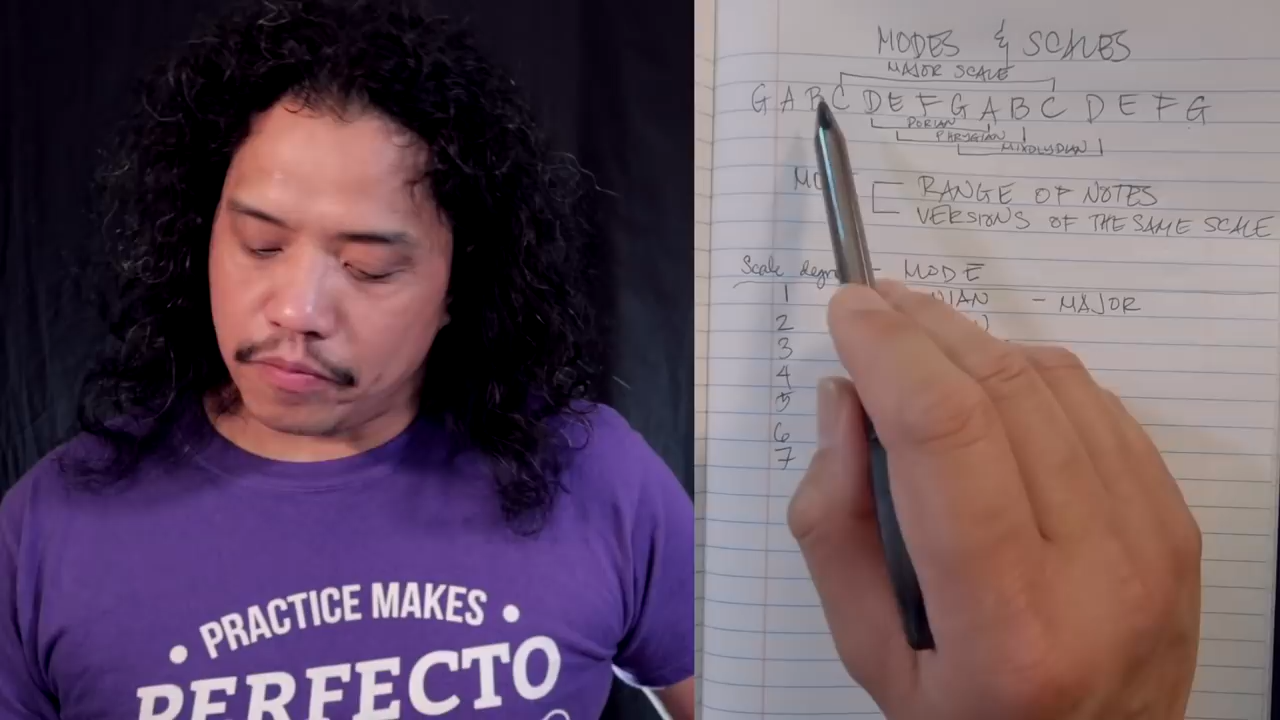 • PRACTICE MAKES •
PERFECTO
MODES & SCALES
MAJOR SCALE
G A B C D E F G A B C D E F G
DORIAN
PHRYGIAN
MIXOLYDIAN
RANGE OF NOTES
VERSIONS OF THE SAME SCALE
Scale - MODE
1 - MAJOR
2
3
4
5
6
7